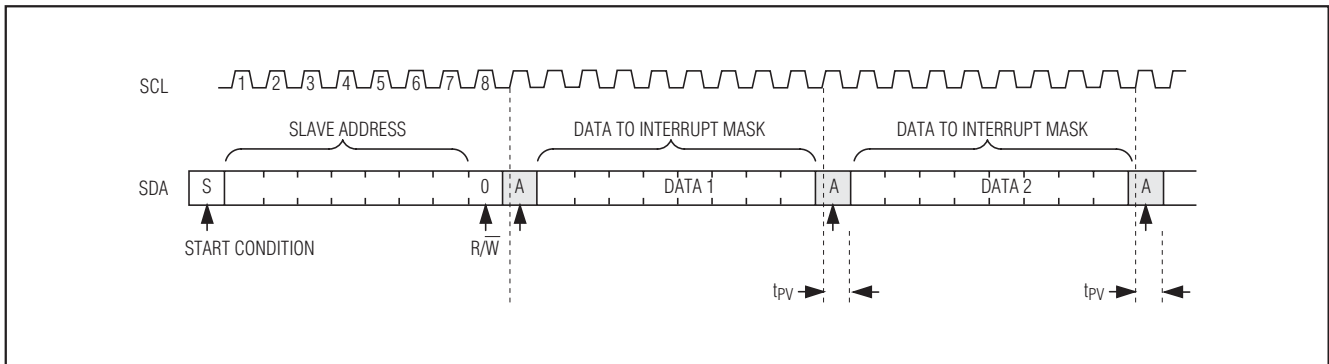 SCL 1 2 3 4 5 6 7 8
SLAVE ADDRESS DATA TO INTERRUPT MASK DATA TO INTERRUPT MASK
SDA S 0 A DATA 1 A DATA 2 A
START CONDITION R/W̅
tPV tPV